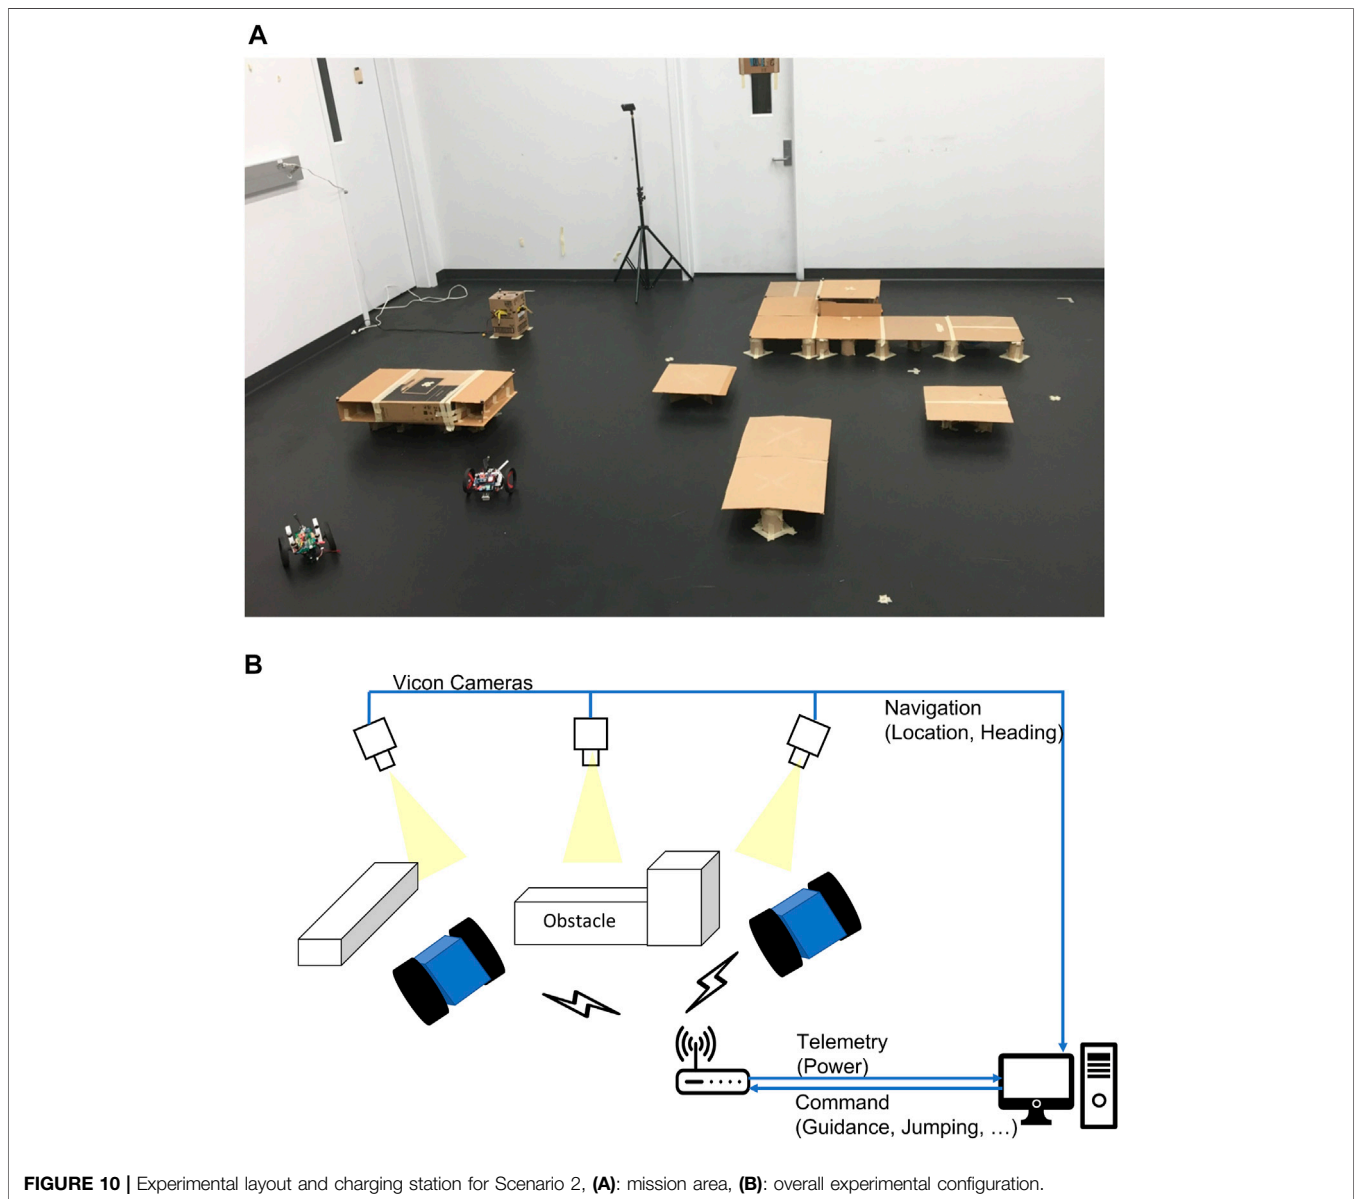 A
B
Vicon Cameras
Navigation
(Location, Heading)
Obstacle
Telemetry
(Power)
Command
(Guidance, Jumping, …)
FIGURE 10 | Experimental layout and charging station for Scenario 2, (A): mission area, (B): overall experimental configuration.